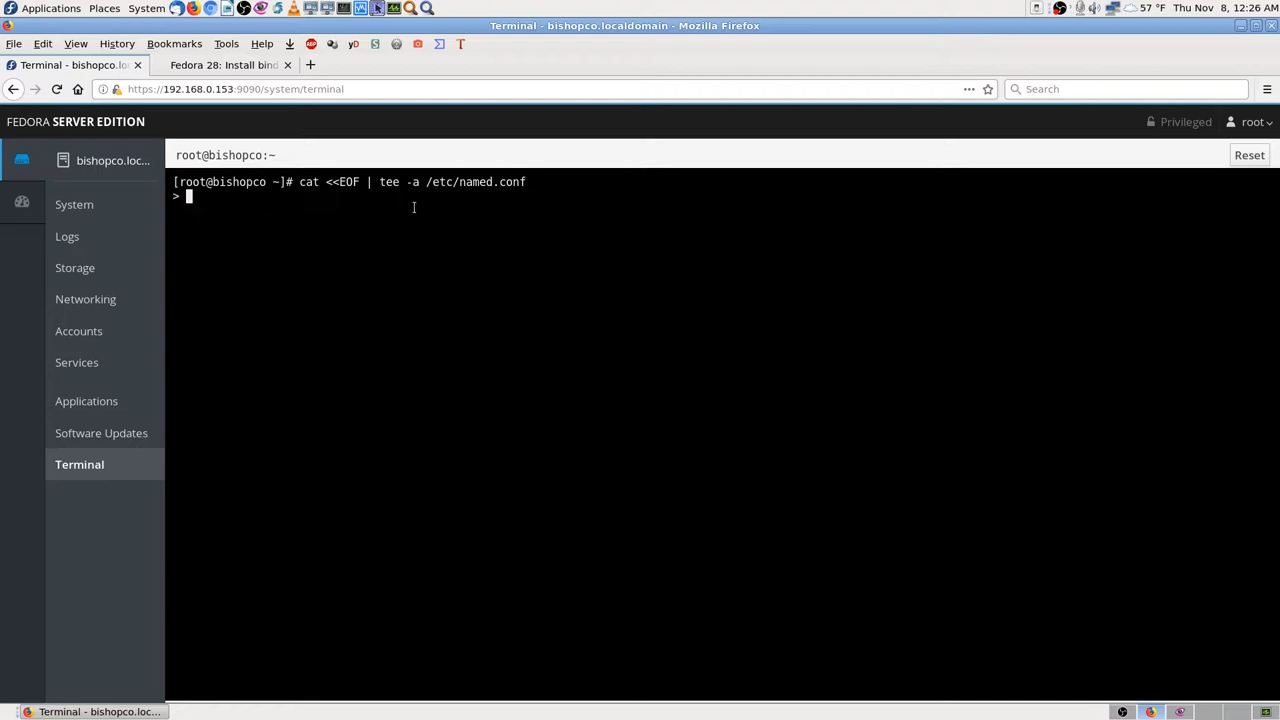 Applications Places System 57 °F Thu Nov 8, 12:26 AM
Terminal - bishopco.localdomain - Mozilla Firefox
File Edit View History Bookmarks Tools Help ABP yD S T
Terminal - bishopco.lo Fedora 28: Install bind
https://192.168.0.153:9090/system/terminal Search
FEDORA SERVER EDITION Privileged root
bishopco.loc...
root@bishopco:~ Reset
[root@bishopco ~]# cat <<EOF | tee -a /etc/named.conf
>
System
Logs
Storage
Networking
Accounts
Services
Applications
Software Updates
Terminal
Terminal - bishopco.loc...